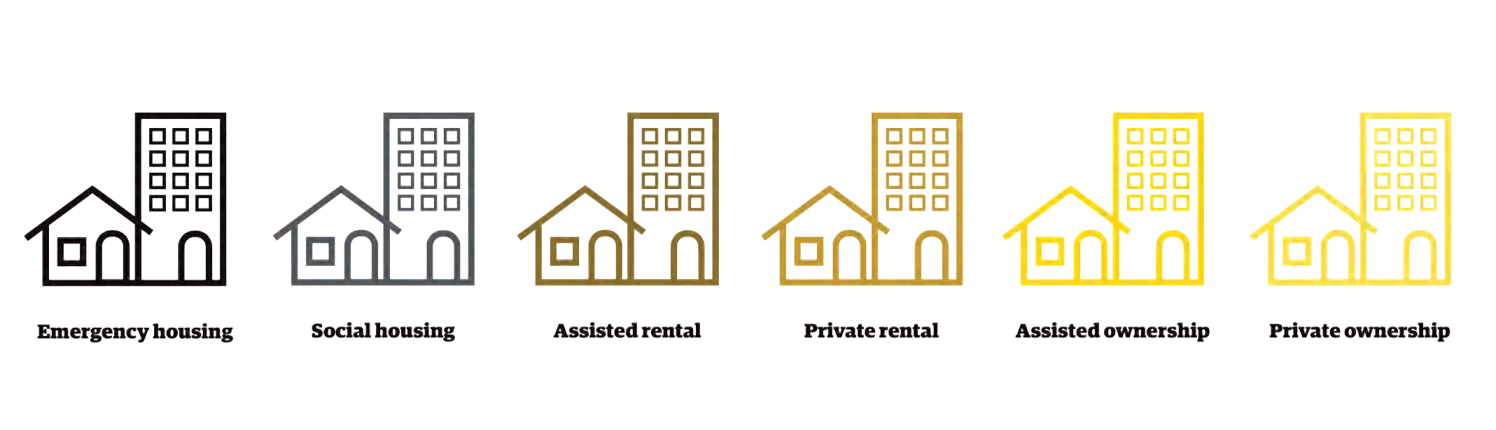 Emergency housing
Social housing
Assisted rental
Private rental
Assisted ownership
Private ownership